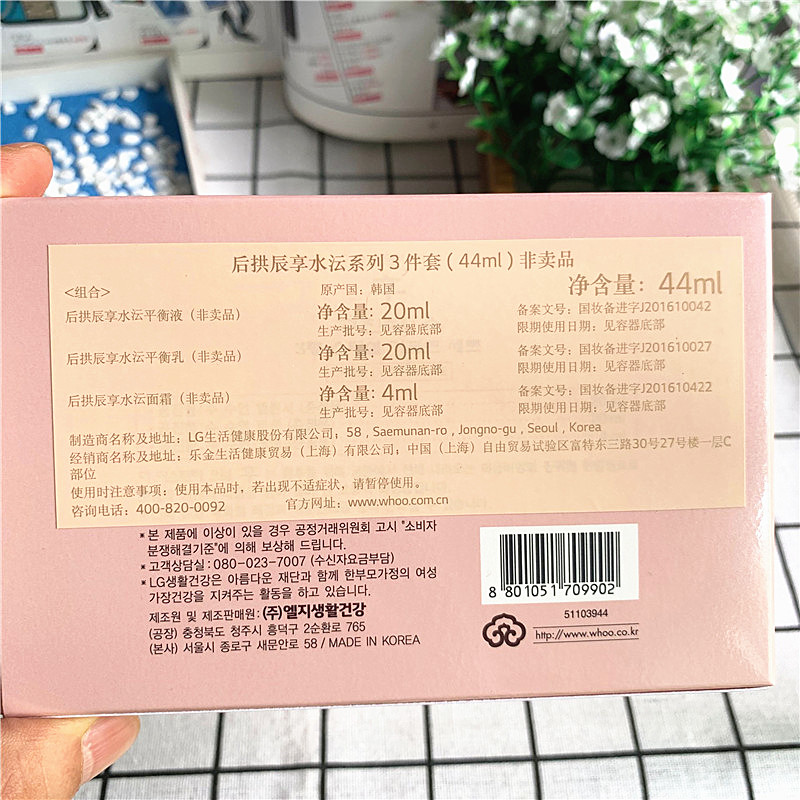 后拱辰享水沄系列3件套(44ml)非卖品
<组合>
原产国：韩国
净含量：44ml
后拱辰享水沄平衡液（非卖品）
净含量：20ml
生产批号：见容器底部
备案文号：国妆备进字J201610042
限期使用日期：见容器底部
后拱辰享水沄平衡乳（非卖品）
净含量：20ml
生产批号：见容器底部
备案文号：国妆备进字J201610027
限期使用日期：见容器底部
后拱辰享水沄面霜（非卖品）
净含量：4ml
生产批号：见容器底部
备案文号：国妆备进字J201610422
限期使用日期：见容器底部
制造商名称及地址：LG生活健康股份有限公司；58 , Saemunan-ro , Jongno-gu , Seoul , Korea
经销商名称及地址：乐金生活健康贸易（上海）有限公司；中国（上海）自由贸易试验区富特东三路30号27号楼一层C
部位
使用时注意事项：使用本品时，若出现不适症状，请暂停使用。
咨询电话：400-820-0092
官方网址：www.whoo.com.cn
*본 제품에 이상이 있을 경우 공정거래위원회 고시 "소비자
분쟁해결기준"에 의해 보상해 드립니다.
*고객상담실 : 080-023-7007 (수신자요금부담)
*LG생활건강은 아름다운 재단과 함께 한부모가정의 여성
가장건강을 지켜주는 활동을 하고 있습니다.
제조원 및 제조판매원 : (주)엘지생활건강
(공장) 충청북도 청주시 흥덕구 2순환로 765
(본사) 서울시 종로구 새문안로 58 / MADE IN KOREA
8 801051 709902
51103944
http://www.whoo.co.kr